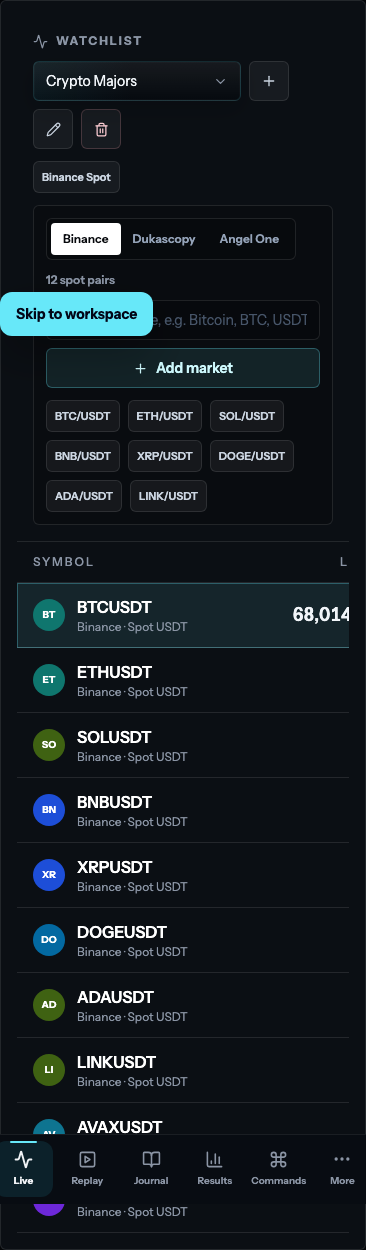 WATCHLIST
Crypto Majors
Binance Spot
Binance Dukascopy Angel One
12 spot pairs
Skip to workspace
e, e.g. Bitcoin, BTC, USDT
Add market
BTC/USDT ETH/USDT SOL/USDT
BNB/USDT XRP/USDT DOGE/USDT
ADA/USDT LINK/USDT
SYMBOL L
BT BTCUSDT 68,014
Binance · Spot USDT
ET ETHUSDT
Binance · Spot USDT
SO SOLUSDT
Binance · Spot USDT
BN BNBUSDT
Binance · Spot USDT
XR XRPUSDT
Binance · Spot USDT
DO DOGEUSDT
Binance · Spot USDT
AD ADAUSDT
Binance · Spot USDT
LI LINKUSDT
Binance · Spot USDT
AVAXUSDT
Live Replay Journal Results Commands More
Binance · Spot USDT